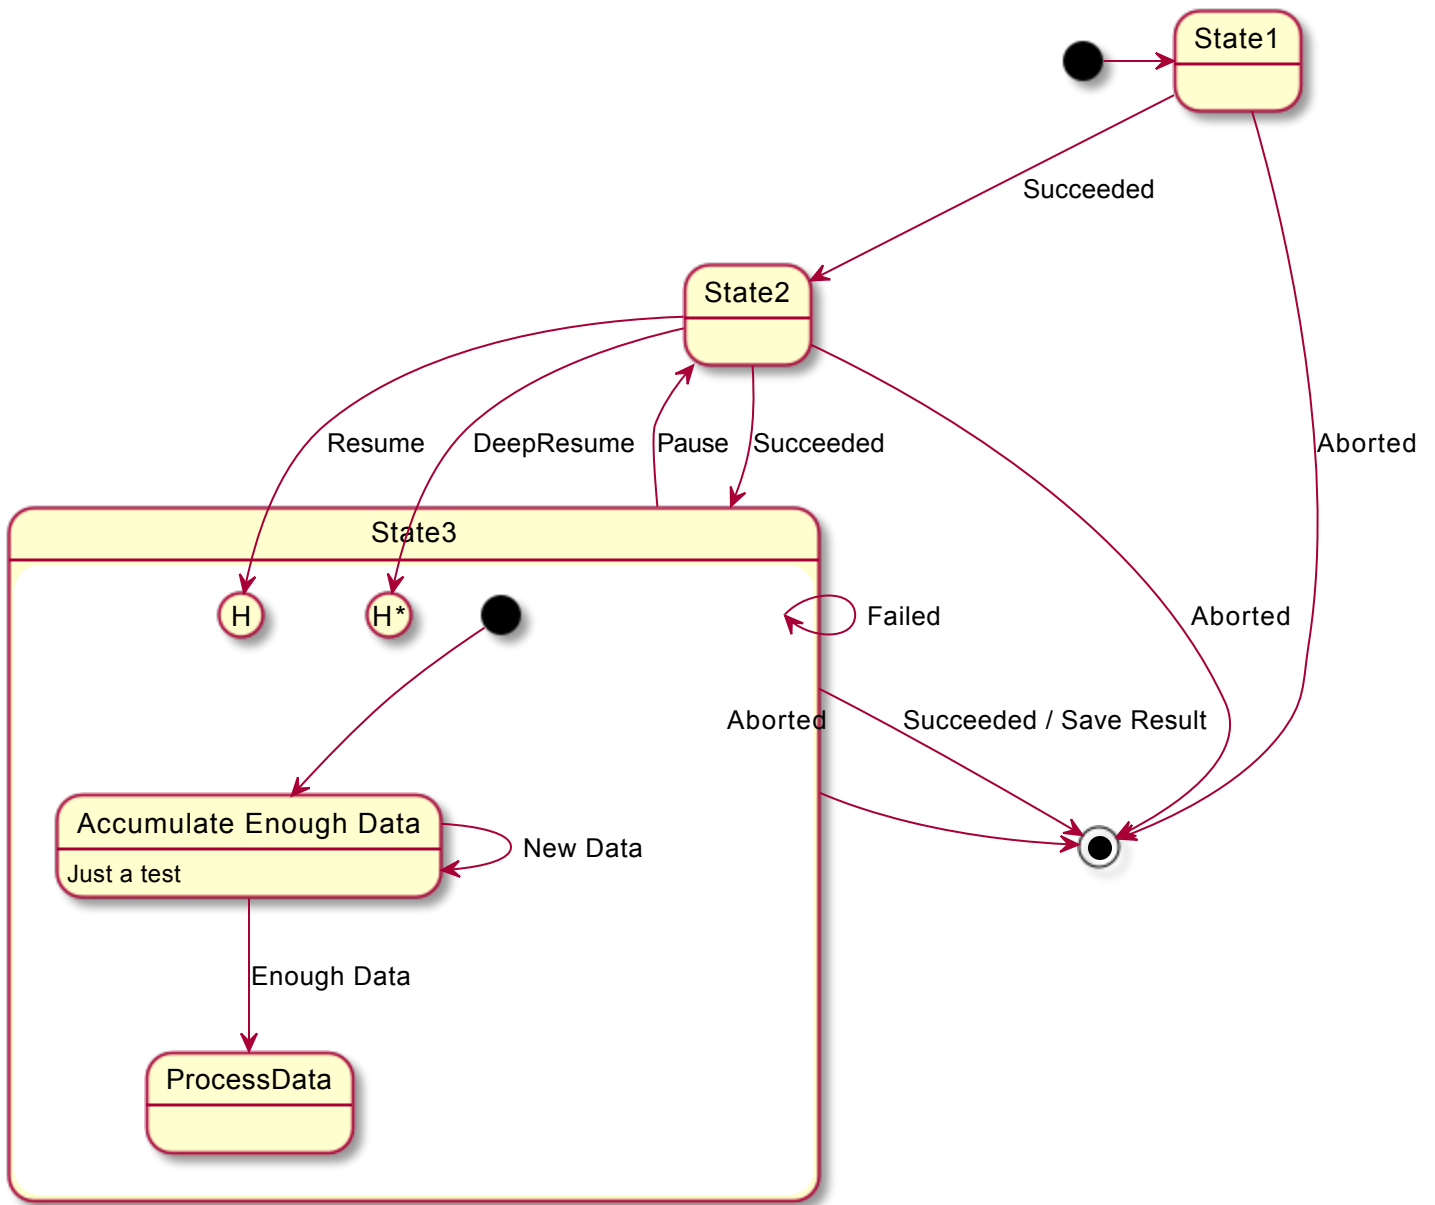 State1
Succeeded
State2
Resume
DeepResume
Pause
Succeeded
Aborted
State3
H
H*
Failed
Aborted
Aborted
Succeeded / Save Result
Accumulate Enough Data
Just a test
New Data
Enough Data
ProcessData